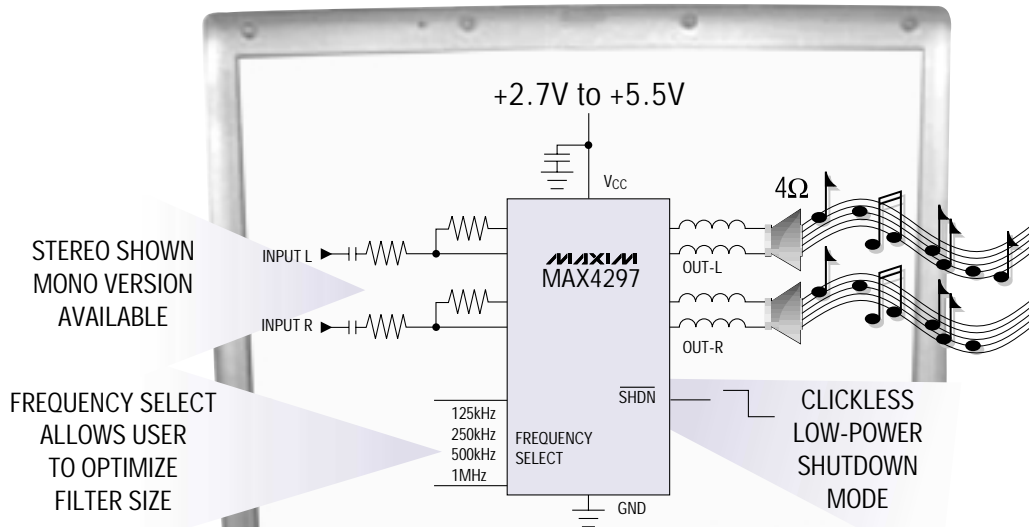 +2.7V to +5.5V
VCC
4Ω
STEREO SHOWN
MONO VERSION
AVAILABLE
INPUT L
INPUT R
MAXIM
MAX4297
OUT-L
OUT-R
FREQUENCY SELECT
ALLOWS USER
TO OPTIMIZE
FILTER SIZE
125kHz
250kHz
500kHz
1MHz
FREQUENCY
SELECT
SHDN
GND
CLICKLESS
LOW-POWER
SHUTDOWN
MODE